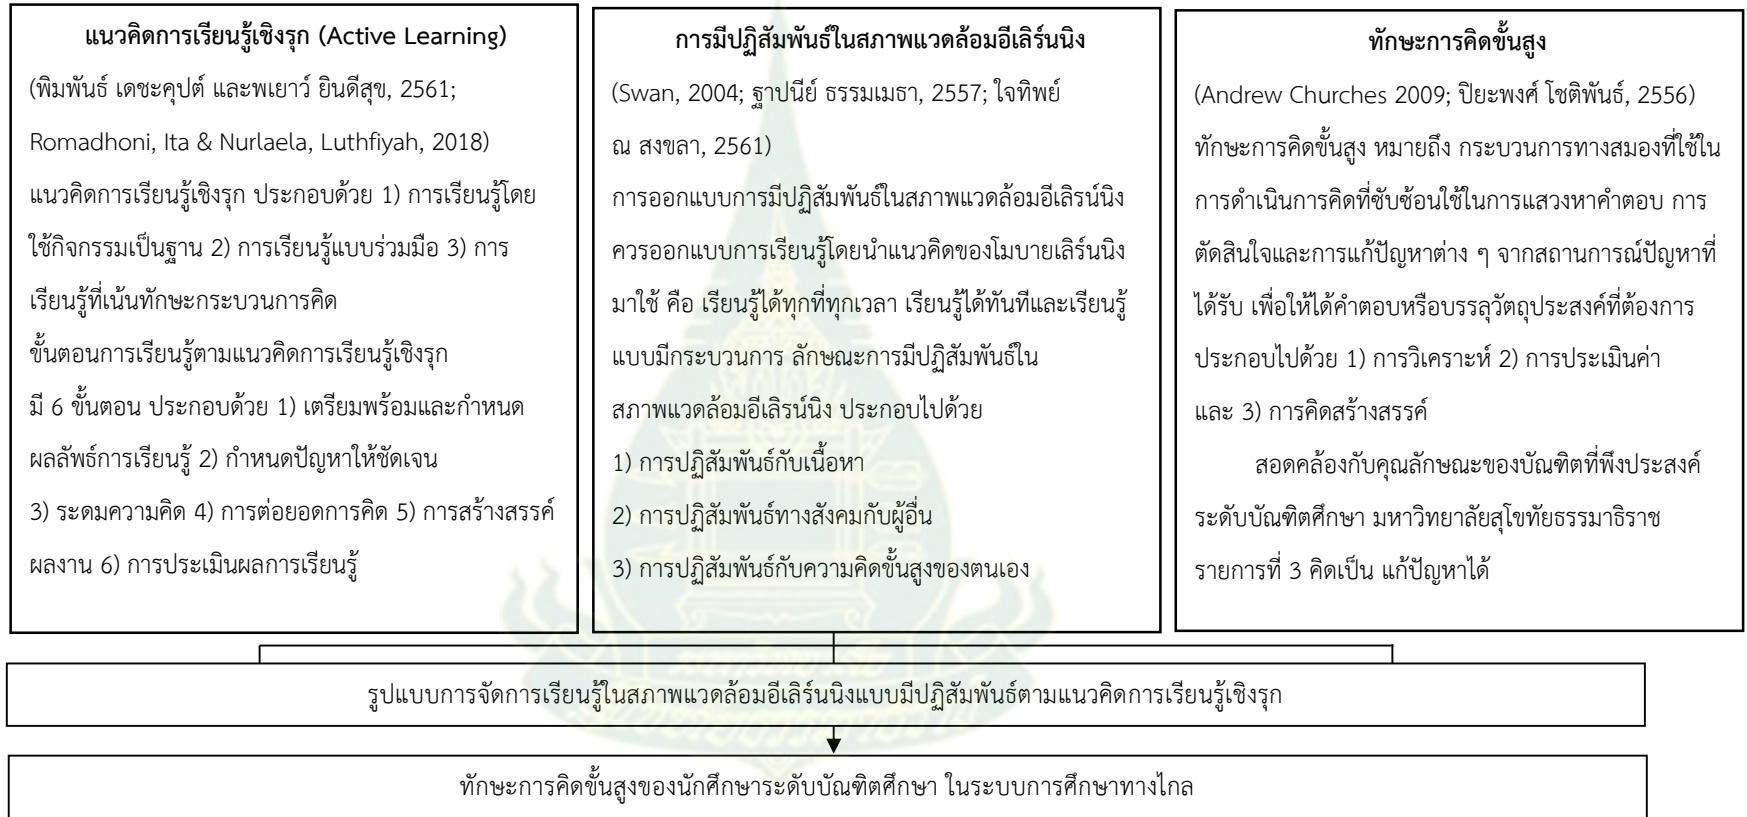 แนวคิดการเรียนรู้เชิงรุก (Active Learning)
(พิมพันธ์ เดชะคุปต์ และพเยาว์ ยินดีสุข, 2561;
Romadhoni, Ita & Nurlaela, Luthfiyah, 2018)
แนวคิดการเรียนรู้เชิงรุก ประกอบด้วย 1) การเรียนรู้โดย
ใช้กิจกรรมเป็นฐาน 2) การเรียนรู้แบบร่วมมือ 3) การ
เรียนรู้ที่เน้นทักษะกระบวนการคิด
ขั้นตอนการเรียนรู้ตามแนวคิดการเรียนรู้เชิงรุก
มี 6 ขั้นตอน ประกอบด้วย 1) เตรียมพร้อมและกำหนด
ผลลัพธ์การเรียนรู้ 2) กำหนดปัญหาให้ชัดเจน
3) ระดมความคิด 4) การต่อยอดการคิด 5) การสร้างสรรค์
ผลงาน 6) การประเมินผลการเรียนรู้
การมีปฏิสัมพันธ์ในสภาพแวดล้อมอีเลิร์นนิง
(Swan, 2004; ฐาปนีย์ ธรรมเมธา, 2557; ใจทิพย์
ณ สงขลา, 2561)
การออกแบบการมีปฏิสัมพันธ์ในสภาพแวดล้อมอีเลิรน์นิง
ควรออกแบบการเรียนรู้โดยนำแนวคิดของโมบายเลิร์นนิง
มาใช้ คือ เรียนรู้ได้ทุกที่ทุกเวลา เรียนรู้ได้ทันทีและเรียนรู้
แบบมีกระบวนการ ลักษณะการมีปฏิสัมพันธ์ใน
สภาพแวดล้อมอีเลิรน์นิง ประกอบไปด้วย
1) การปฏิสัมพันธ์กับเนื้อหา
2) การปฏิสัมพันธ์ทางสังคมกับผู้อื่น
3) การปฏิสัมพันธ์กับความคิดขั้นสูงของตนเอง
ทักษะการคิดขั้นสูง
(Andrew Churches 2009; ปิยะพงศ์ โชติพันธ์, 2556)
ทักษะการคิดขั้นสูง หมายถึง กระบวนการทางสมองที่ใช้ใน
การดำเนินการคิดที่ซับซ้อนใช้ในการแสวงหาคำตอบ การ
ตัดสินใจและการแก้ปัญหาต่าง ๆ จากสถานการณ์ปัญหาที่
ได้รับ เพื่อให้ได้คำตอบหรือบรรลุวัตถุประสงค์ที่ต้องการ
ประกอบไปด้วย 1) การวิเคราะห์ 2) การประเมินค่า
และ 3) การคิดสร้างสรรค์
สอดคล้องกับคุณลักษณะของบัณฑิตที่พึงประสงค์
ระดับบัณฑิตศึกษา มหาวิทยาลัยสุโขทัยธรรมาธิราช
รายการที่ 3 คิดเป็น แก้ปัญหาได้
รูปแบบการจัดการเรียนรู้ในสภาพแวดล้อมอีเลิร์นนิงแบบมีปฏิสัมพันธ์ตามแนวคิดการเรียนรู้เชิงรุก
ทักษะการคิดขั้นสูงของนักศึกษาระดับบัณฑิตศึกษา ในระบบการศึกษาทางไกล